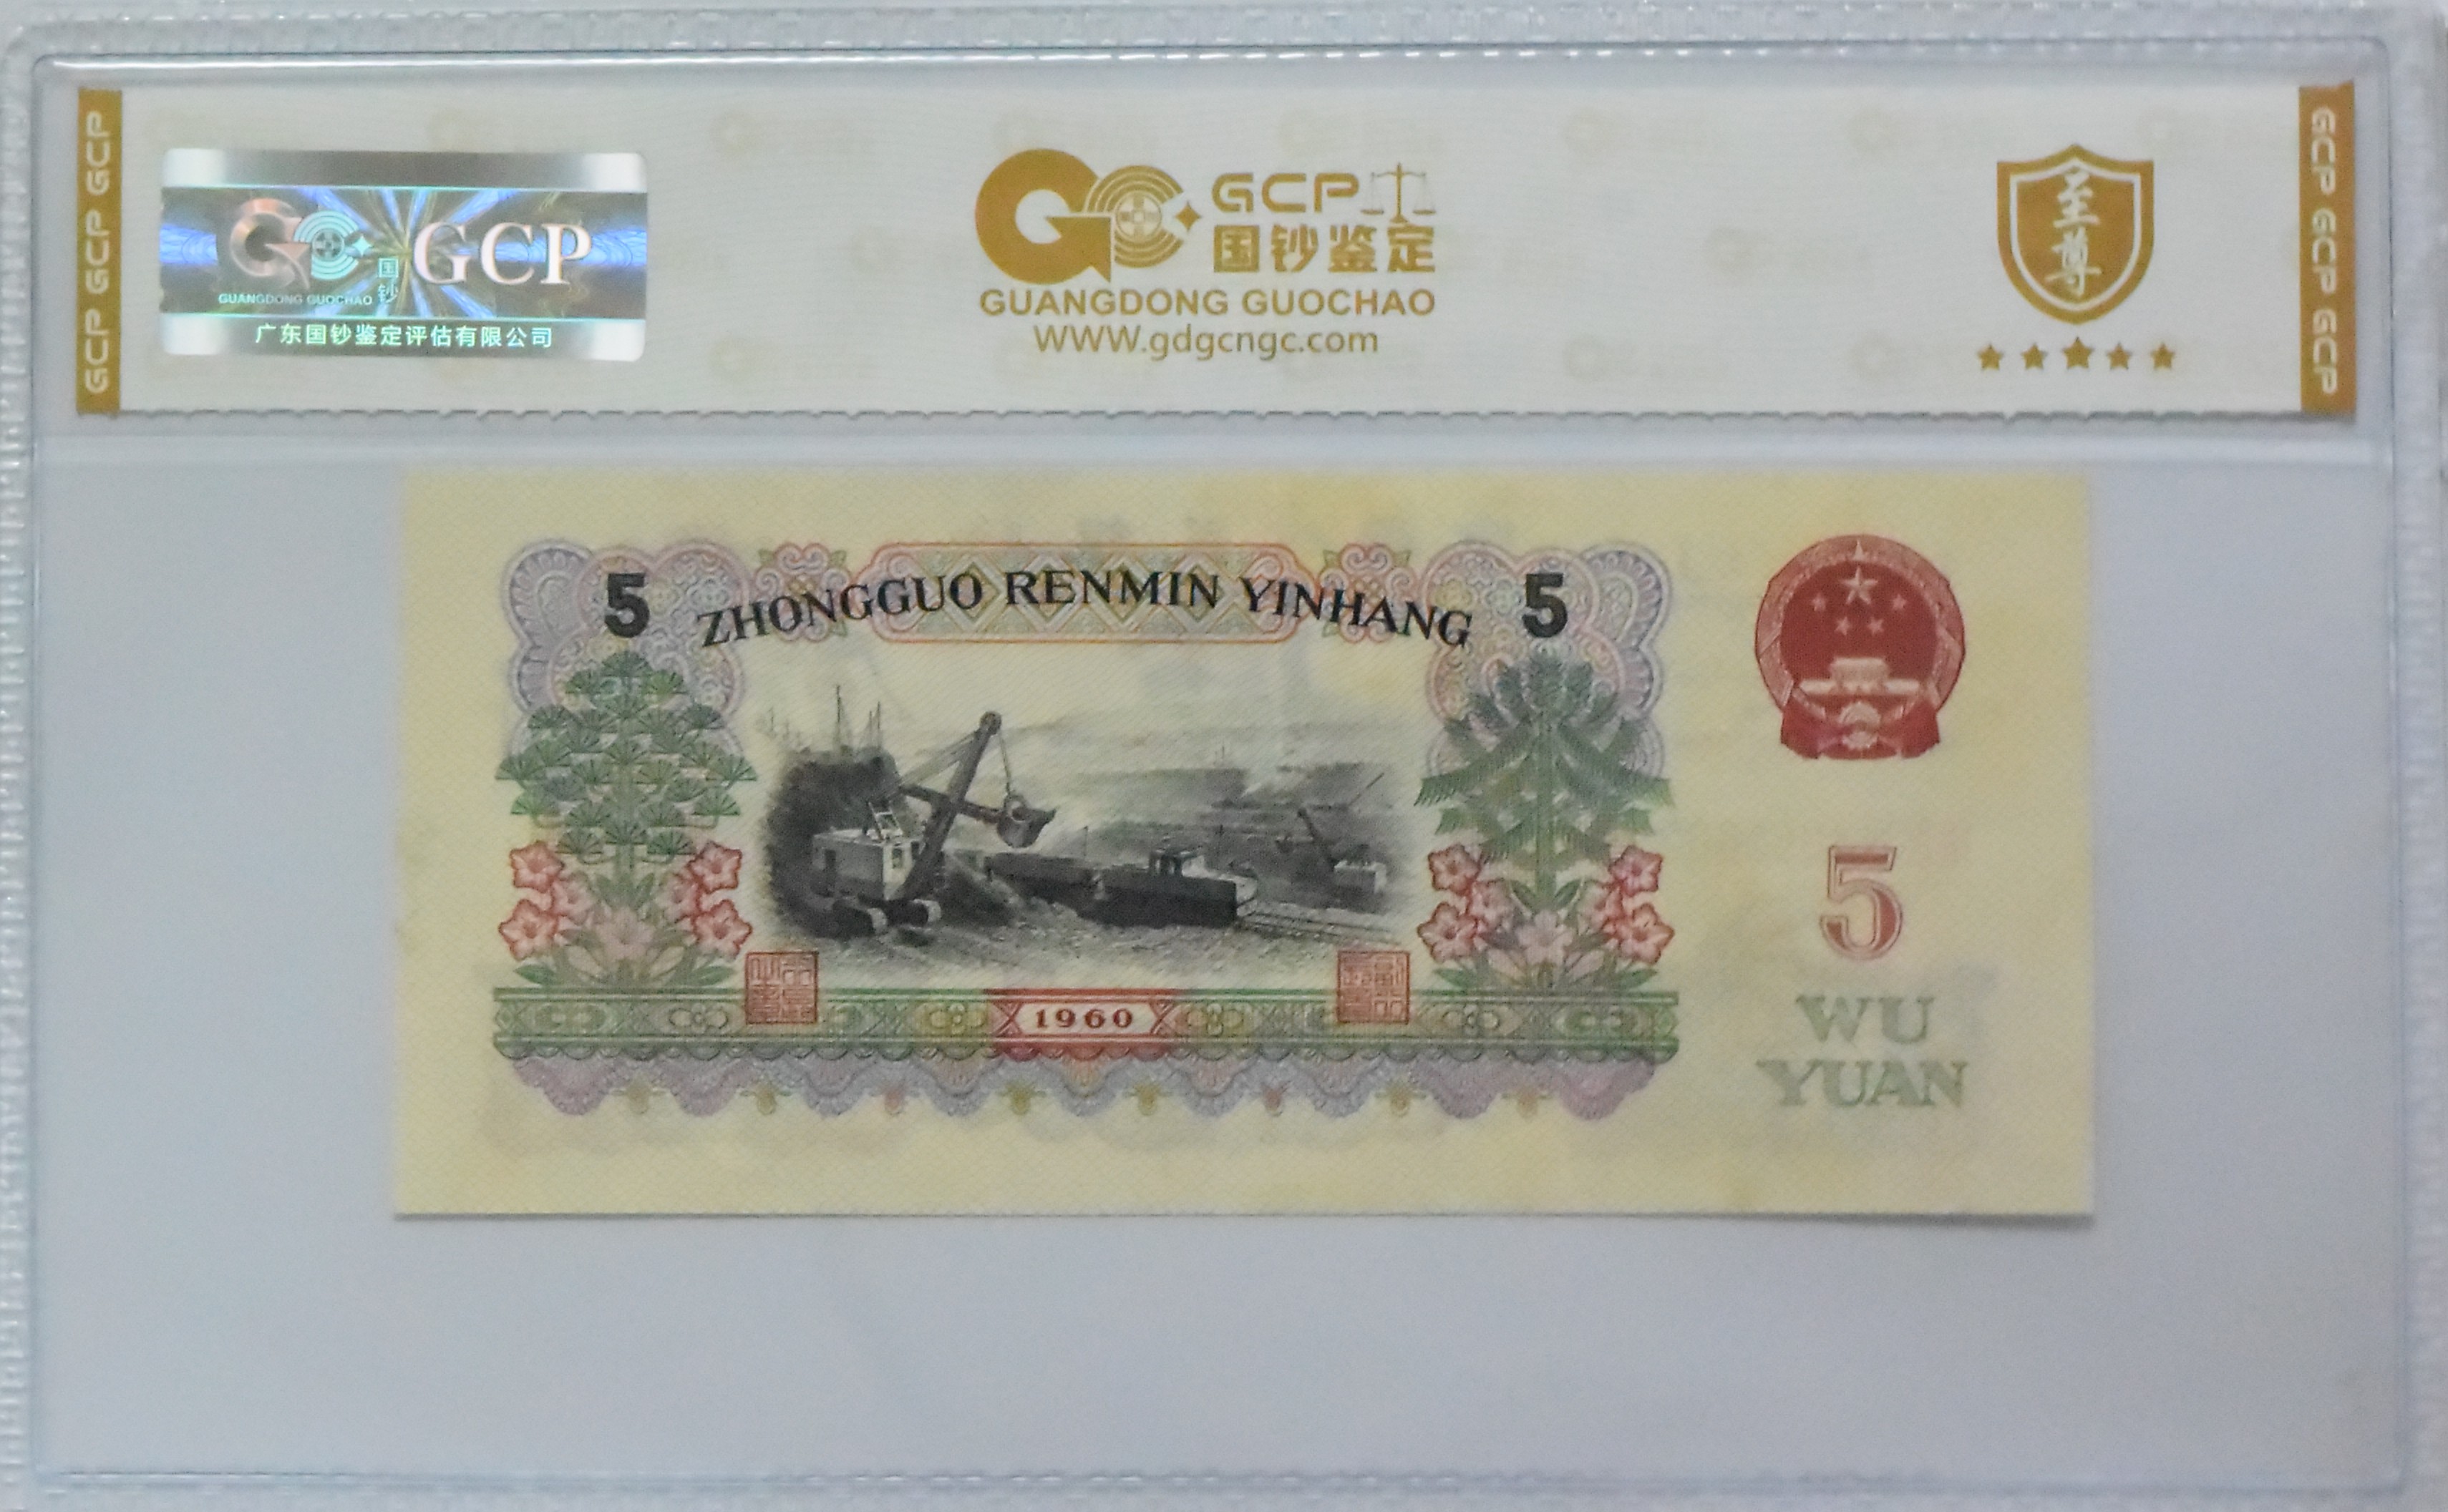 GCP GCP GCP
GUANGDONG GUOCHAO
国钞
GCP
广东国钞鉴定评估有限公司
GCP
国钞鉴定
GUANGDONG GUOCHAO
WWW.gdgcngc.com
至尊
GCP GCP GCP
5
ZHONGGUO RENMIN YINHANG
5
1960
5
WU
YUAN